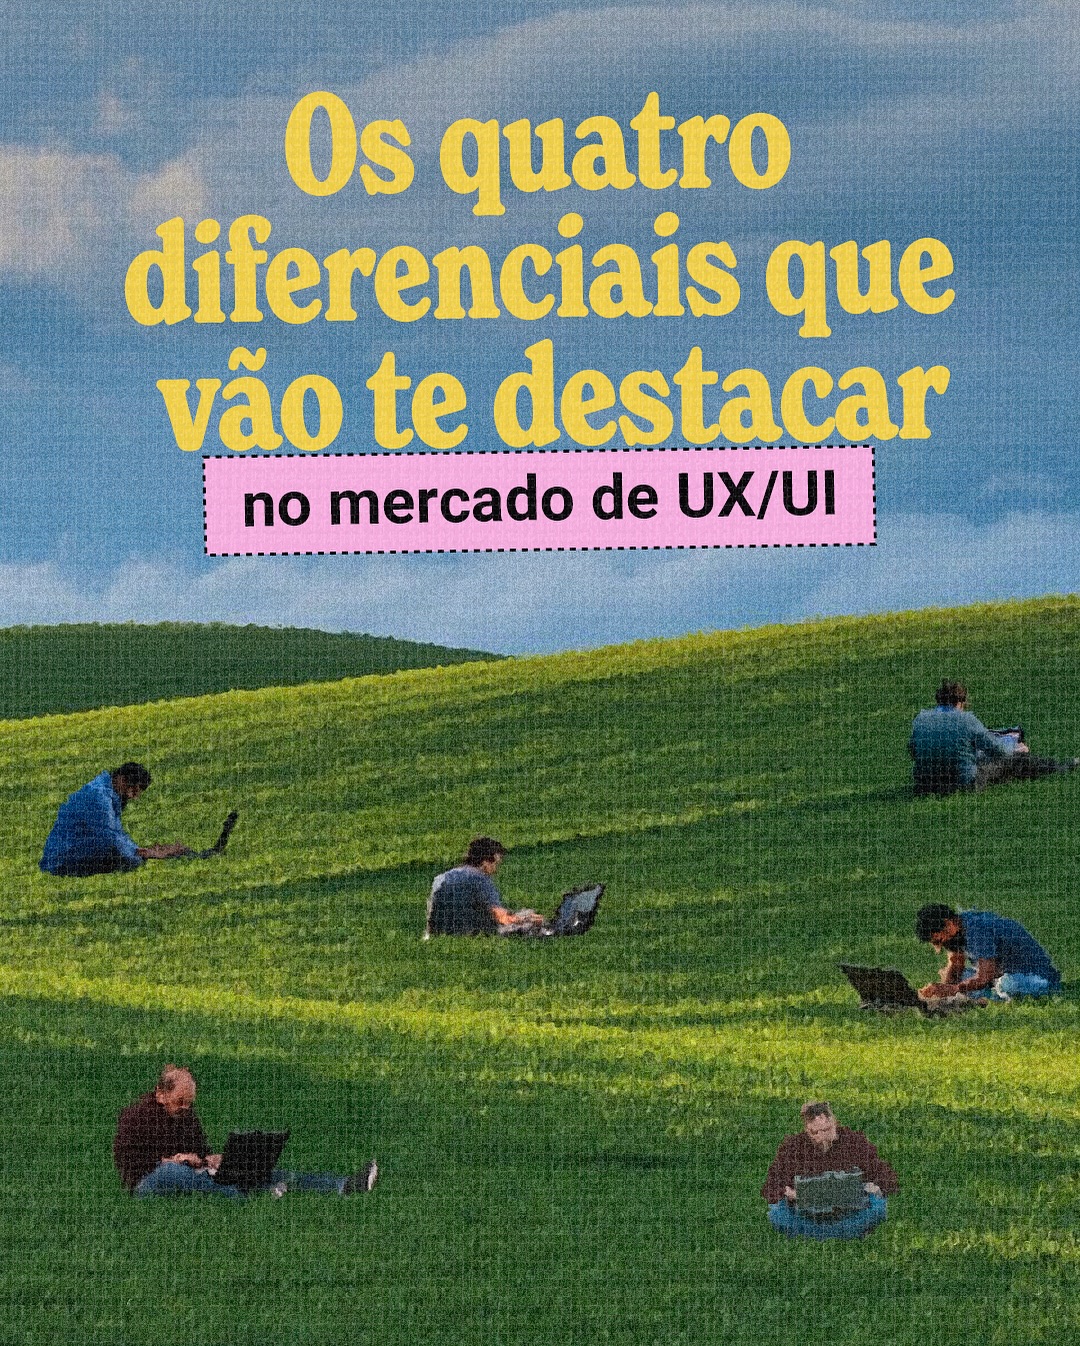 Os quatro
diferenciais que
vão te destacar
no mercado de UX/UI